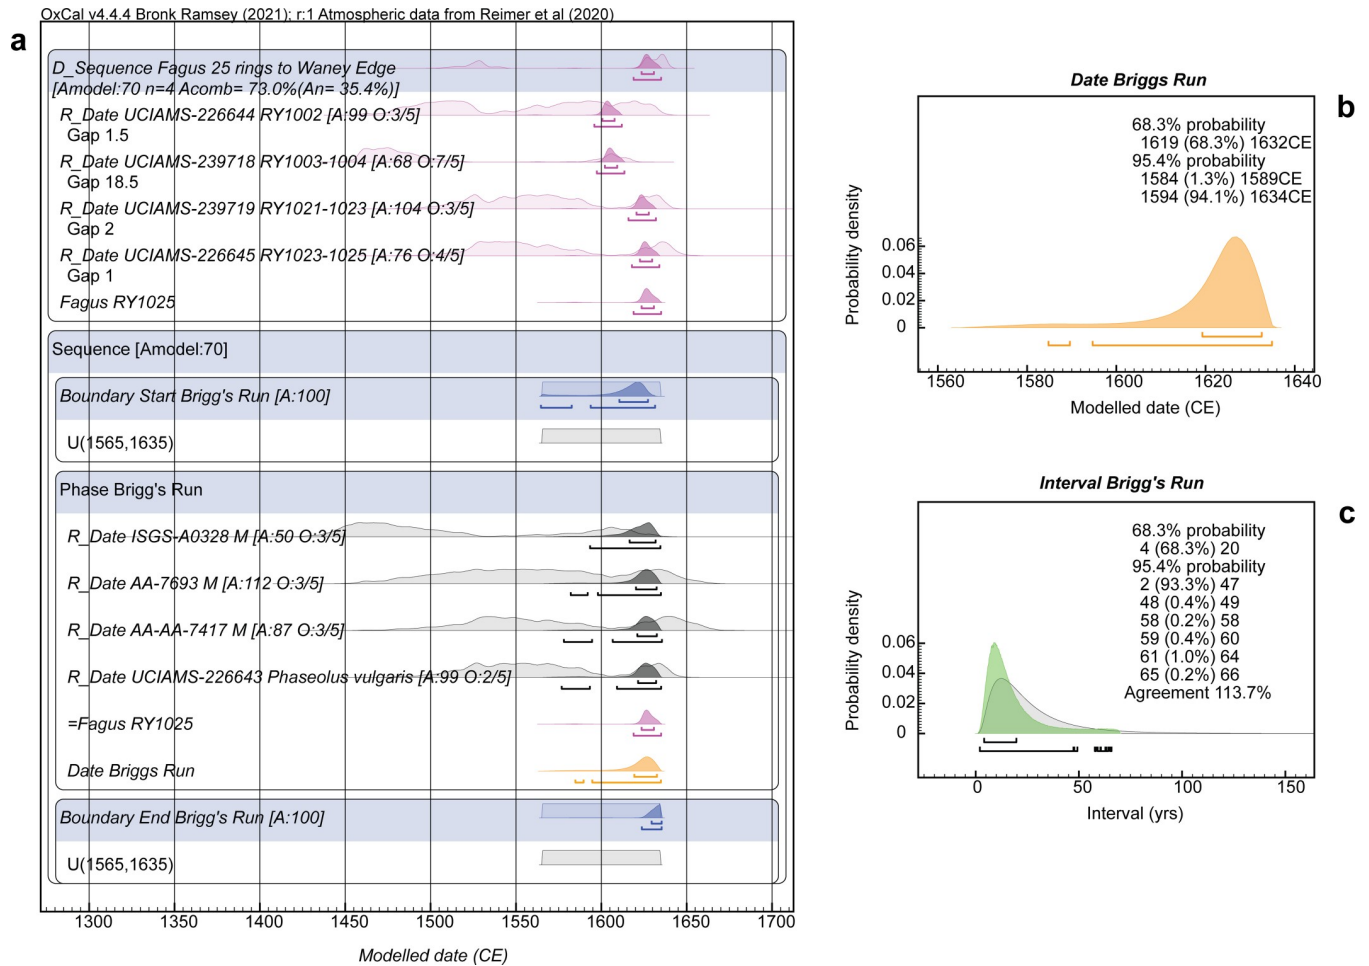 OxCal v4.4.4 Bronk Ramsey (2021); r:1 Atmospheric data from Reimer et al (2020)
a
D_Sequence Fagus 25 rings to Waney Edge
[Amodel:70 n=4 Acomb= 73.0%(An= 35.4%)]
R_Date UCIAMS-226644 RY1002 [A:99 O:3/5]
Gap 1.5
R_Date UCIAMS-239718 RY1003-1004 [A:68 O:7/5]
Gap 18.5
R_Date UCIAMS-239719 RY1021-1023 [A:104 O:3/5]
Gap 2
R_Date UCIAMS-226645 RY1023-1025 [A:76 O:4/5]
Gap 1
Fagus RY1025
Sequence [Amodel:70]
Boundary Start Brigg's Run [A:100]
U(1565,1635)
Phase Brigg's Run
R_Date ISGS-A0328 M [A:50 O:3/5]
R_Date AA-7693 M [A:112 O:3/5]
R_Date AA-AA-7417 M [A:87 O:3/5]
R_Date UCIAMS-226643 Phaseolus vulgaris [A:99 O:2/5]
=Fagus RY1025
Date Briggs Run
Boundary End Brigg's Run [A:100]
U(1565,1635)
1300 1350 1400 1450 1500 1550 1600 1650 1700
Modelled date (CE)
b
Date Briggs Run
68.3% probability
1619 (68.3%) 1632CE
95.4% probability
1584 (1.3%) 1589CE
1594 (94.1%) 1634CE
Probability density
0.06
0.04
0.02
0
1560 1580 1600 1620 1640
Modelled date (CE)
c
Interval Brigg's Run
68.3% probability
4 (68.3%) 20
95.4% probability
2 (93.3%) 47
48 (0.4%) 49
58 (0.2%) 58
59 (0.4%) 60
61 (1.0%) 64
65 (0.2%) 66
Agreement 113.7%
Probability density
0.06
0.04
0.02
0
0 50 100 150
Interval (yrs)